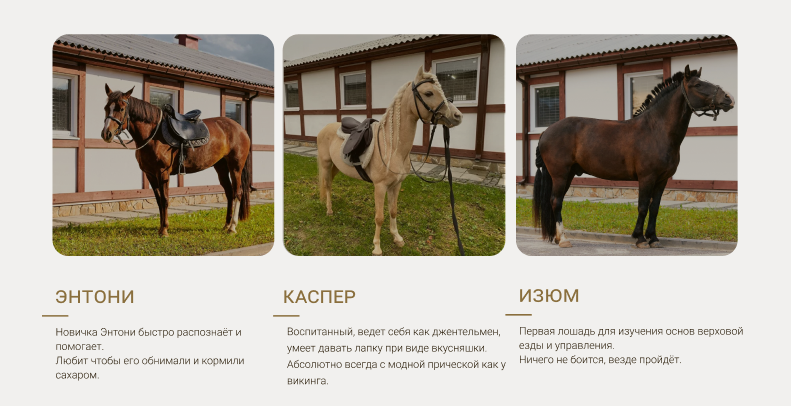 ЭНТОНИ
Новичка Энтони быстро распознаёт и
помогает.
Любит чтобы его обнимали и кормили
сахаром.
КАСПЕР
Воспитанный, ведет себя как джентельмен,
умеет давать лапку при виде вкусняшки.
Абсолютно всегда с модной прической как у
викинга.
ИЗЮМ
Первая лошадь для изучения основ верховой
езды и управления.
Ничего не боится, везде пройдёт.